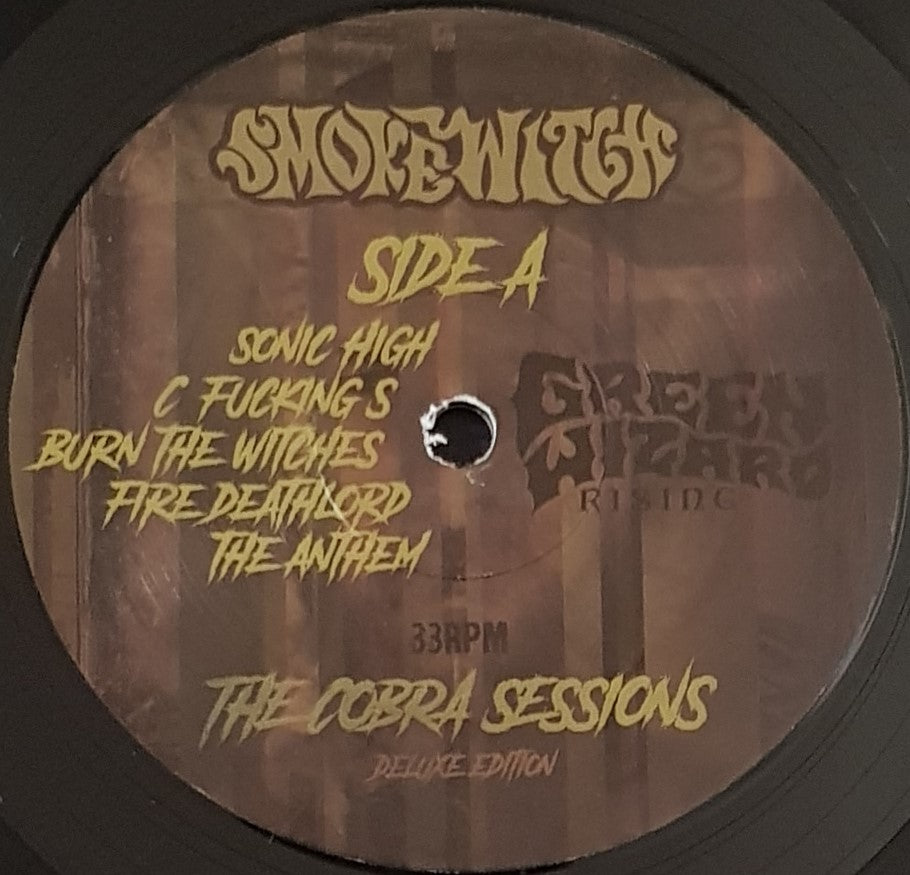 SMOKEWITCH
SIDE A
SONIC HIGH
C FUCKING S
BURN THE WITCHES
FIRE DEATHLORD
THE ANTHEM
GREEN
WIZARD
RISING
33RPM
THE COBRA SESSIONS
DELUXE EDITION